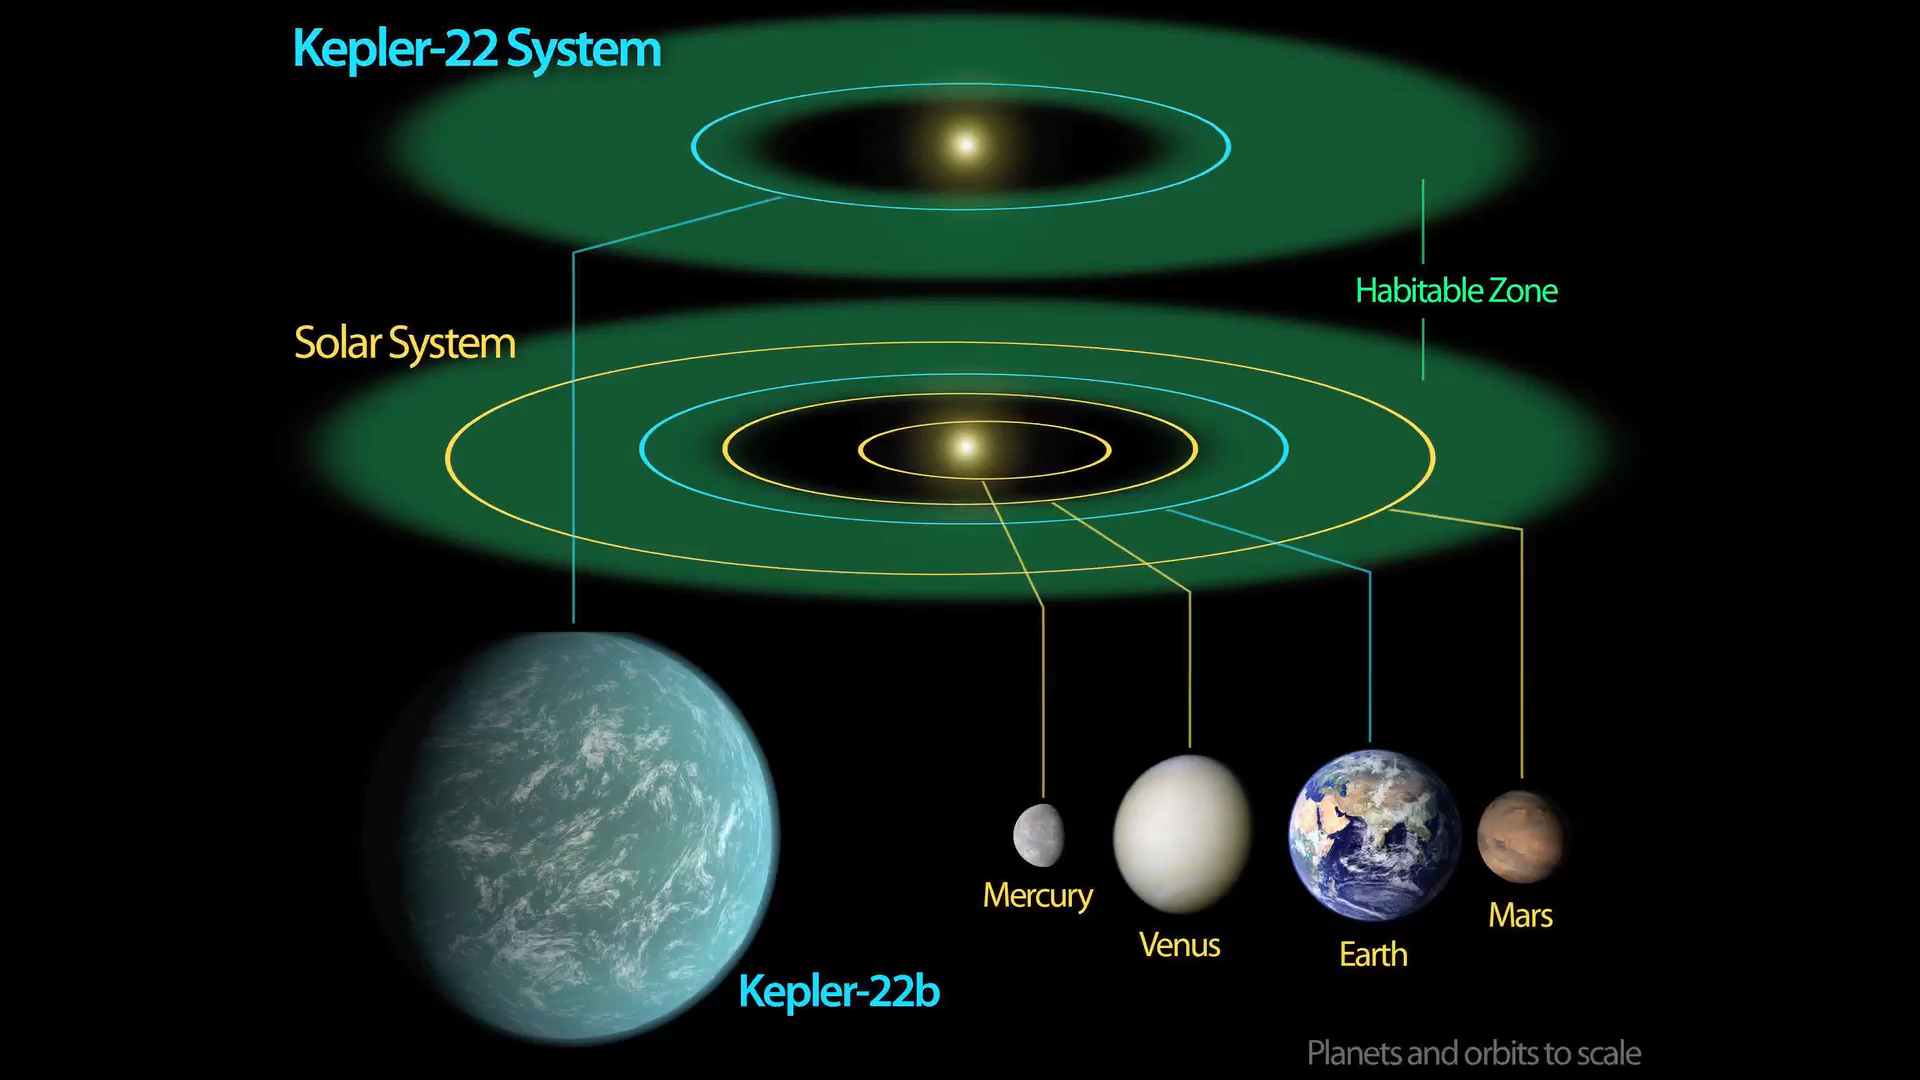 Kepler-22 System
Habitable Zone
Solar System
Mercury
Venus
Earth
Mars
Kepler-22b
Planets and orbits to scale